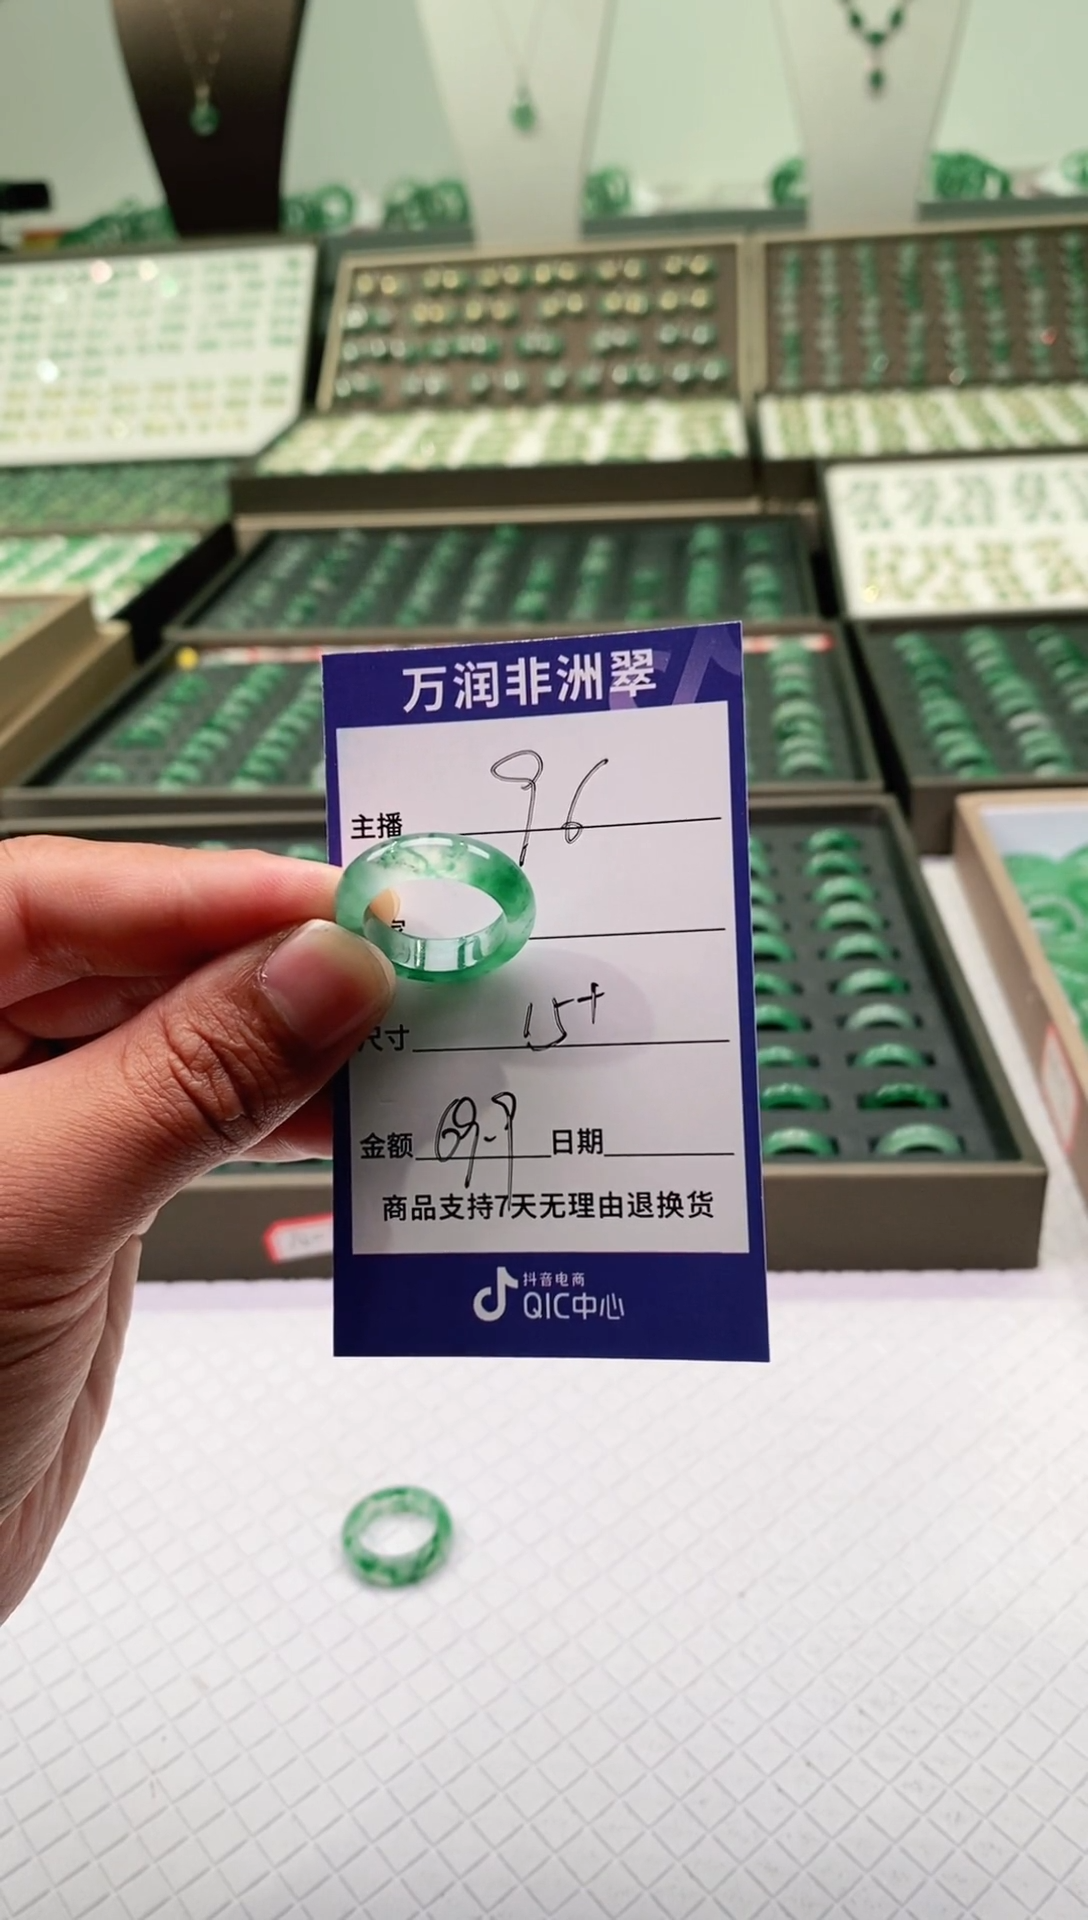 万润非洲翠
96
主播
尺寸 15+
金额 69.9 日期
商品支持7天无理由退换货
抖音电商
QIC中心